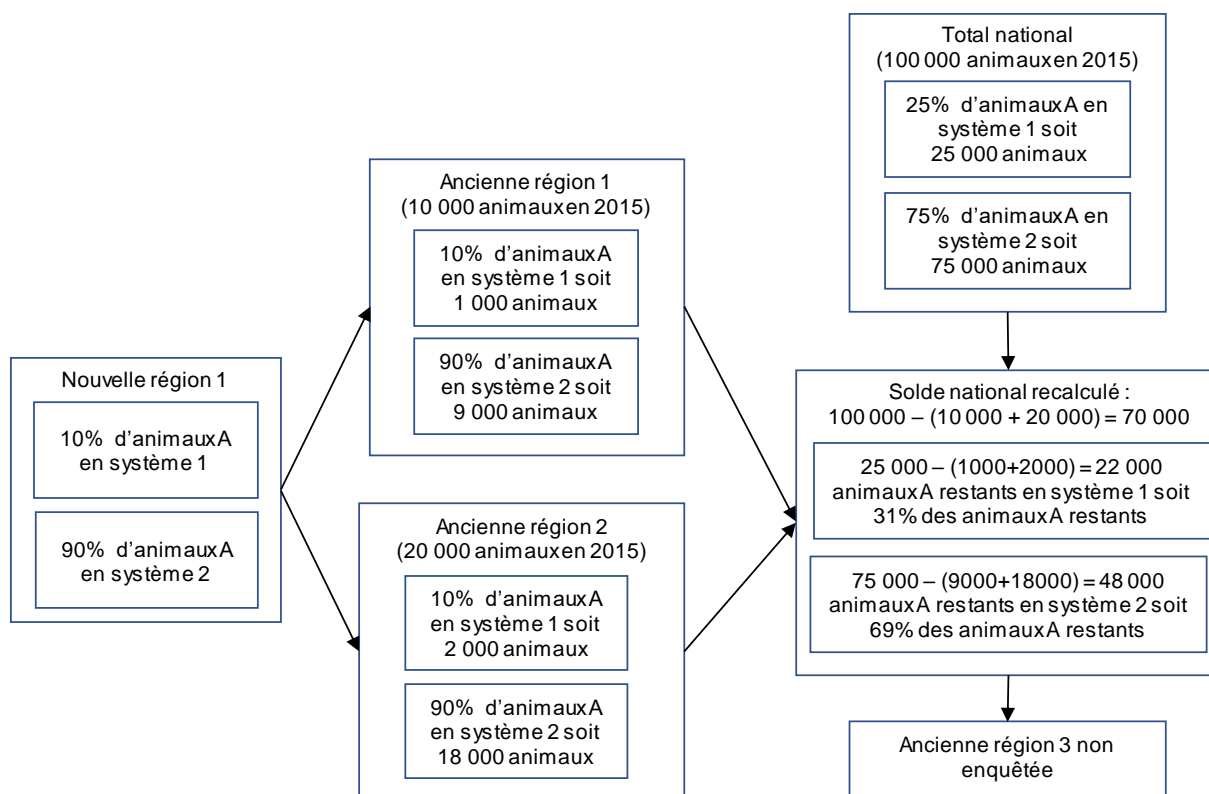 Nouvelle région 1
10% d'animauxA
en système 1
90% d'animauxA
en système 2
Ancienne région 1
(10 000 animauxen 2015)
10% d'animauxA
en système 1 soit
1 000 animaux
90% d'animauxA
en système 2 soit
9 000 animaux
Ancienne région 2
(20 000 animauxen 2015)
10% d'animauxA
en système 1 soit
2 000 animaux
90% d'animauxA
en système 2 soit
18 000 animaux
Total national
(100 000 animauxen 2015)
25% d'animauxA en
système 1 soit
25 000 animaux
75% d'animauxA en
système 2 soit
75 000 animaux
Solde national recalculé :
100 000 – (10 000 + 20 000) = 70 000
25 000 – (1000+2000) = 22 000
animauxA restants en système 1 soit
31% des animauxA restants
75 000 – (9000+18000) = 48 000
animauxA restants en système 2 soit
69% des animauxA restants
Ancienne région 3 non
enquêtée